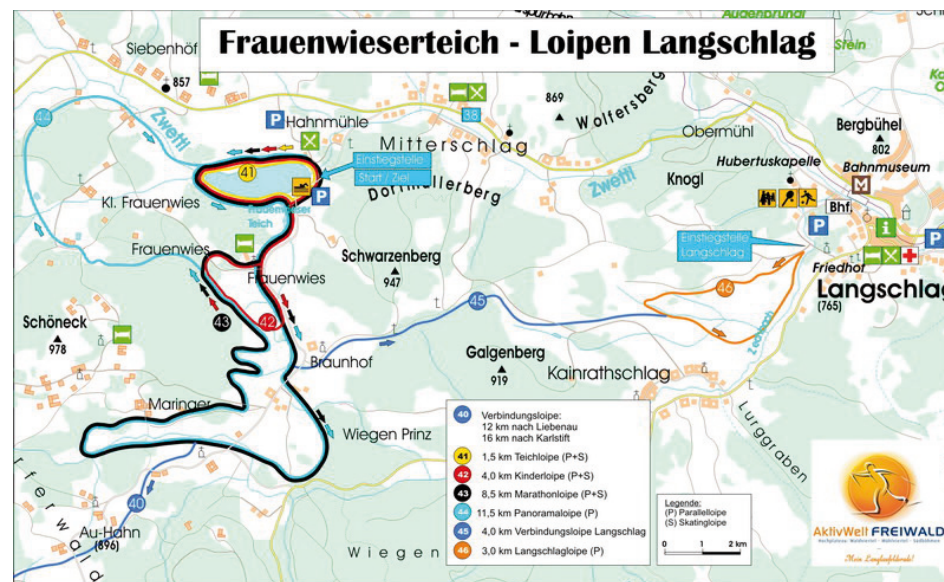 Frauenwieserteich - Loipen Langschlag
Siebenhöf
857
44
Zwettl
P
Hahnmühle
38
869
Wolfersberg
Stein
Obermühl
Bergbühel
802
Hubertuskapelle
Bahnmuseum
M
Mitterschlag
Einstiegstelle
Start / Ziel
41
P
Teich
Kl. Frauenwies
Zwettl
Knogl
Bhf.
P
i
P
Einstiegstelle
Langschlag
Friedhof
Langschlag
(765)
Frauenwies
Frauenwies
Schwarzenberg
947
45
46
Schöneck
978
43
42
Braunhof
Galgenberg
919
Kainrathschlag
Maringer
Wiegen Prinz
Lurggraben
40
Au-Hahn
(896)
Wiegen
40 Verbindungsloipe:
12 km nach Liebenau
16 km nach Karlstift
41 1,5 km Teichloipe (P+S)
42 4,0 km Kinderloipe (P+S)
43 8,5 km Marathonloipe (P+S)
44 11,5 km Panoramaloipe (P)
45 4,0 km Verbindungsloipe Langschlag
46 3,0 km Langschlagloipe (P)
Legende:
(P) Parallelloipe
(S) Skatingloipe
0 1 2 km
AktivWelt FREIWALD